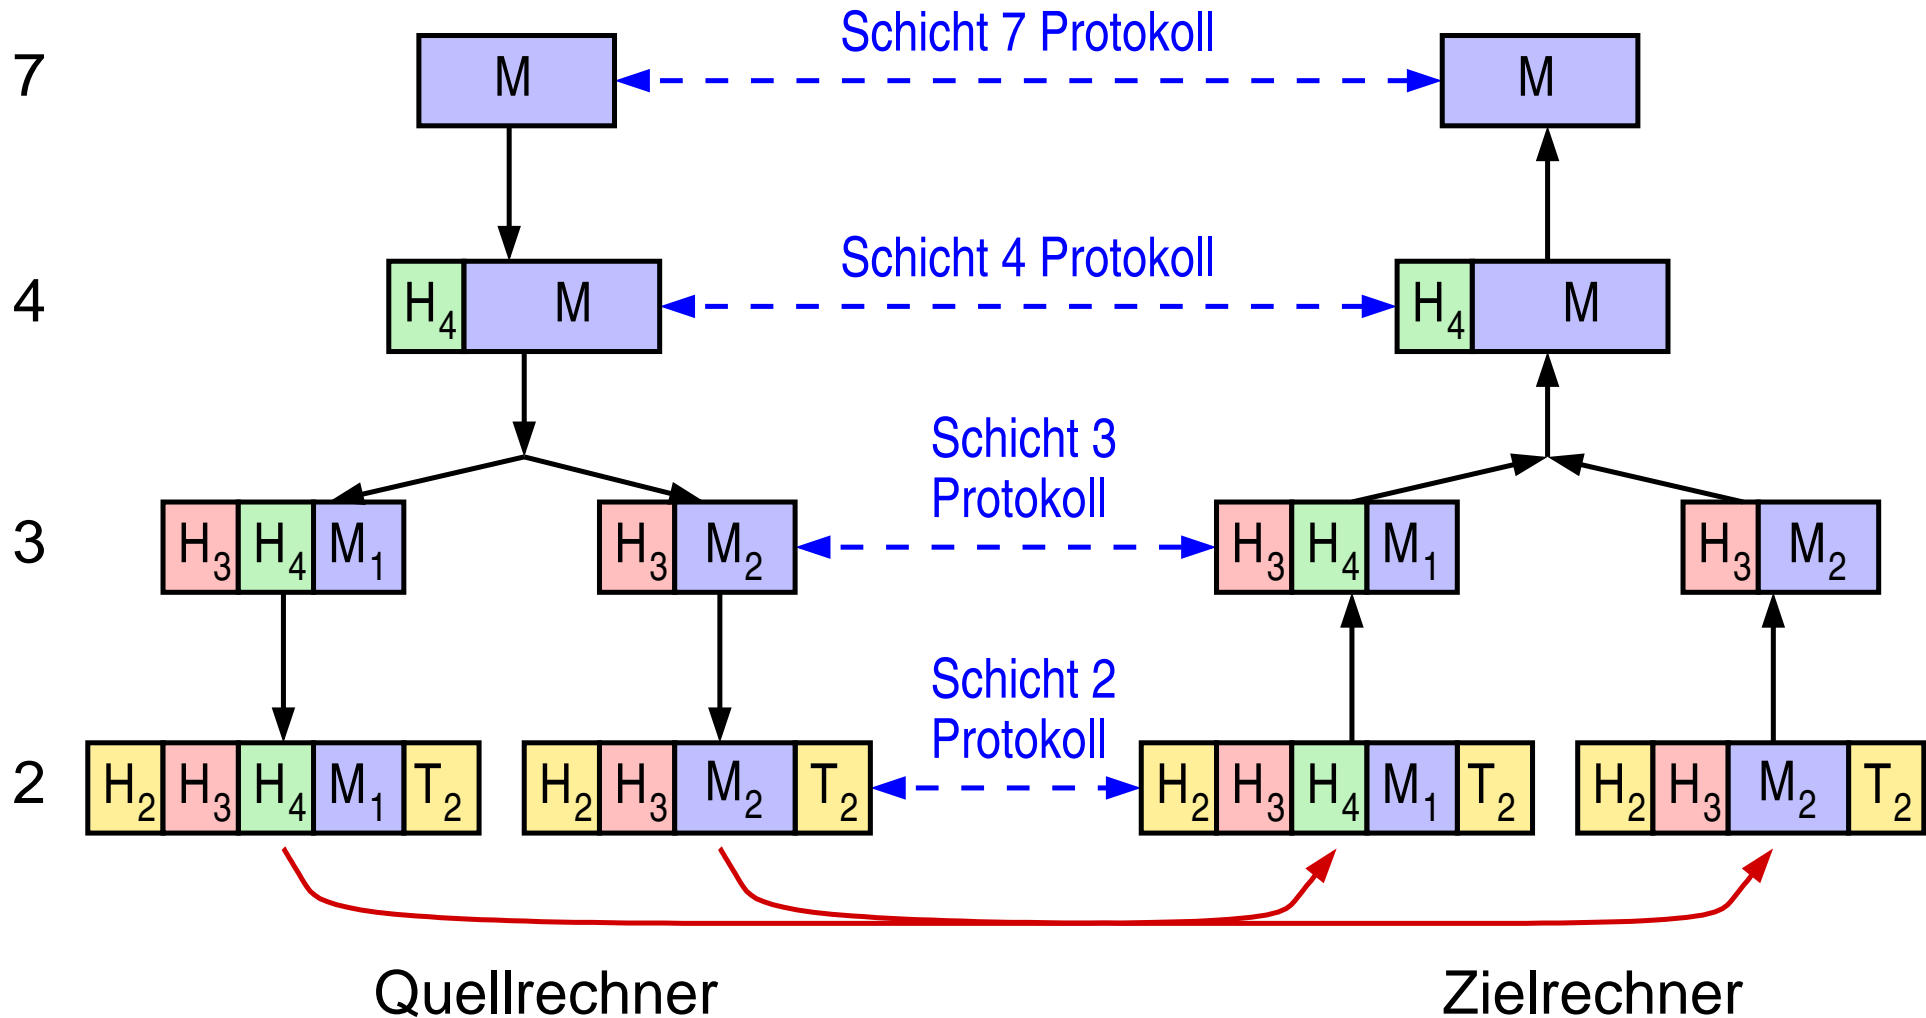 7 M Schicht 7 Protokoll M
4 H4 M Schicht 4 Protokoll H4 M
3 H3 H4 M1 H3 M2 Schicht 3 H3 H4 M1 H3 M2
Protokoll
2 H2 H3 H4 M1 T2 H2 H3 M2 T2 Schicht 2 H2 H3 H4 M1 T2 H2 H3 M2 T2
Protokoll
Quellrechner Zielrechner